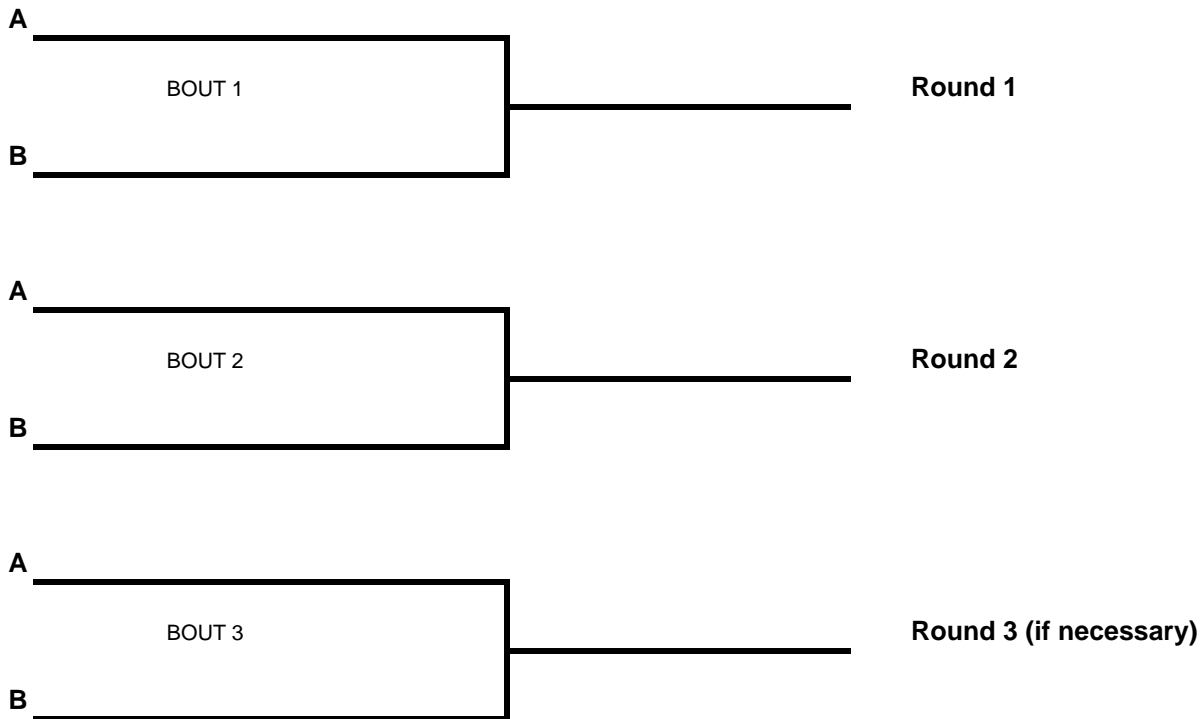 A
BOUT 1
Round 1
B
A
BOUT 2
Round 2
B
A
BOUT 3
Round 3 (if necessary)
B